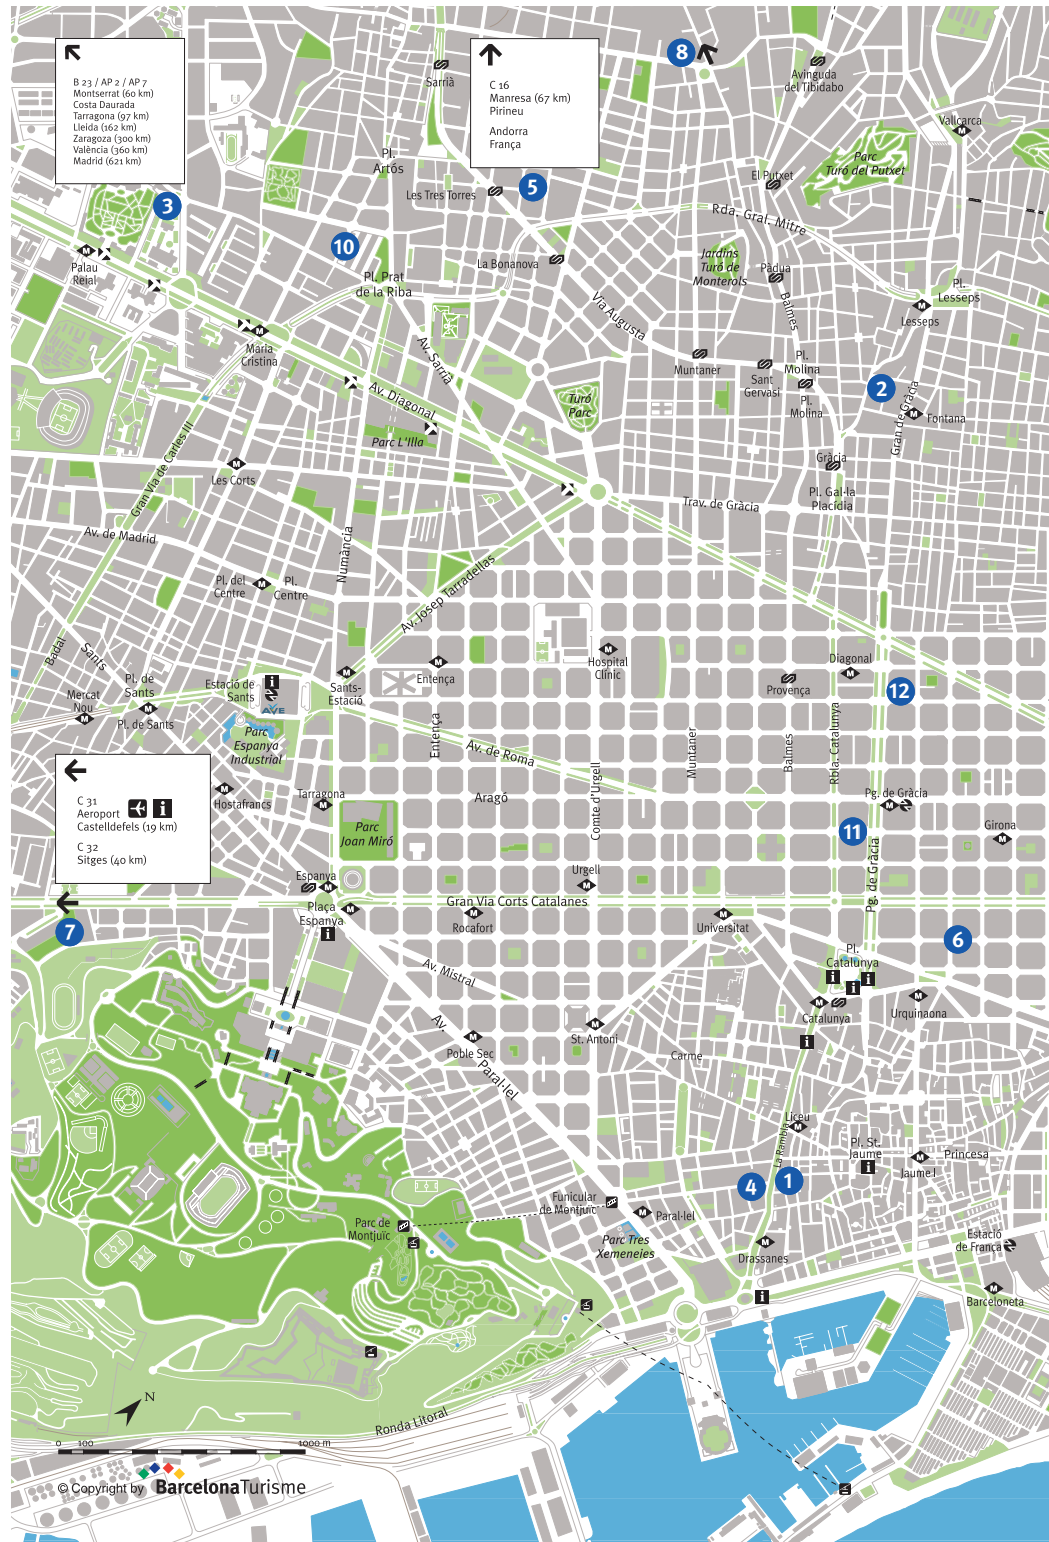 B 23 / AP 2 / AP 7
Montserrat (60 km)
Costa Daurada
Tarragona (97 km)
Lleida (162 km)
Zaragoza (300 km)
València (360 km)
Madrid (621 km)
C 16
Manresa (67 km)
Pirineu
Andorra
França
8
Sarrià
Avinguda
del Tibidabo
Vallcarca
Pl.
Artós
Parc
Turó del Putxet
El Putxet
Les Tres Torres
5
3
Rda. Gral. Mitre
10
Palau
Reial
La Bonanova
Jardins
Turó de
Monterols
Pàdua
Pl. Prat
de la Riba
Pl.
Lesseps
Lesseps
Via Augusta
Balmes
Maria
Cristina
Av. Sarrià
Muntaner
Pl.
Molina
Sant
Gervasi
Pl.
Molina
2
Av. Diagonal
Turó
Parc
Gran de Gràcia
Fontana
Parc L'Illa
Gran Via de Carles III
Les Corts
Gràcia
Pl. Gal·la
Placídia
Trav. de Gràcia
Av. de Madrid
Numància
Pl. del
Centre
Pl.
Centre
Av. Josep Tarradellas
Badal
Sants
Hospital
Clínic
Diagonal
Entença
Provença
12
Estació de
Sants
Sants-
Estació
Pl. de
Sants
Mercat
Nou
Pl. de Sants
AVE
Parc
Espanya
Industrial
Entença
Av. de Roma
Muntaner
Balmes
Rbla. Catalunya
C 31
Aeroport
Castelldefels (19 km)
C 32
Sitges (40 km)
Hostafrancs
Tarragona
Aragó
Comte d'Urgell
Pg. de Gràcia
Girona
11
Parc
Joan Miró
Pg. de Gràcia
Espanya
Urgell
Plaça
Espanya
Gran Via Corts Catalanes
Rocafort
Universitat
7
6
Pl.
Catalunya
Av. Mistral
Catalunya
Urquinaona
Av.
Paral·lel
Poble Sec
St. Antoni
Carme
Liceu
La Rambla
Pl. St.
Jaume
Princesa
Jaume I
4
1
Funicular
de Montjuïc
Paral·lel
Parc de
Montjuïc
Parc Tres
Xemeneies
Drassanes
Estació
de França
Barceloneta
N
Ronda Litoral
0 100 1000 m
© Copyright by BarcelonaTurisme